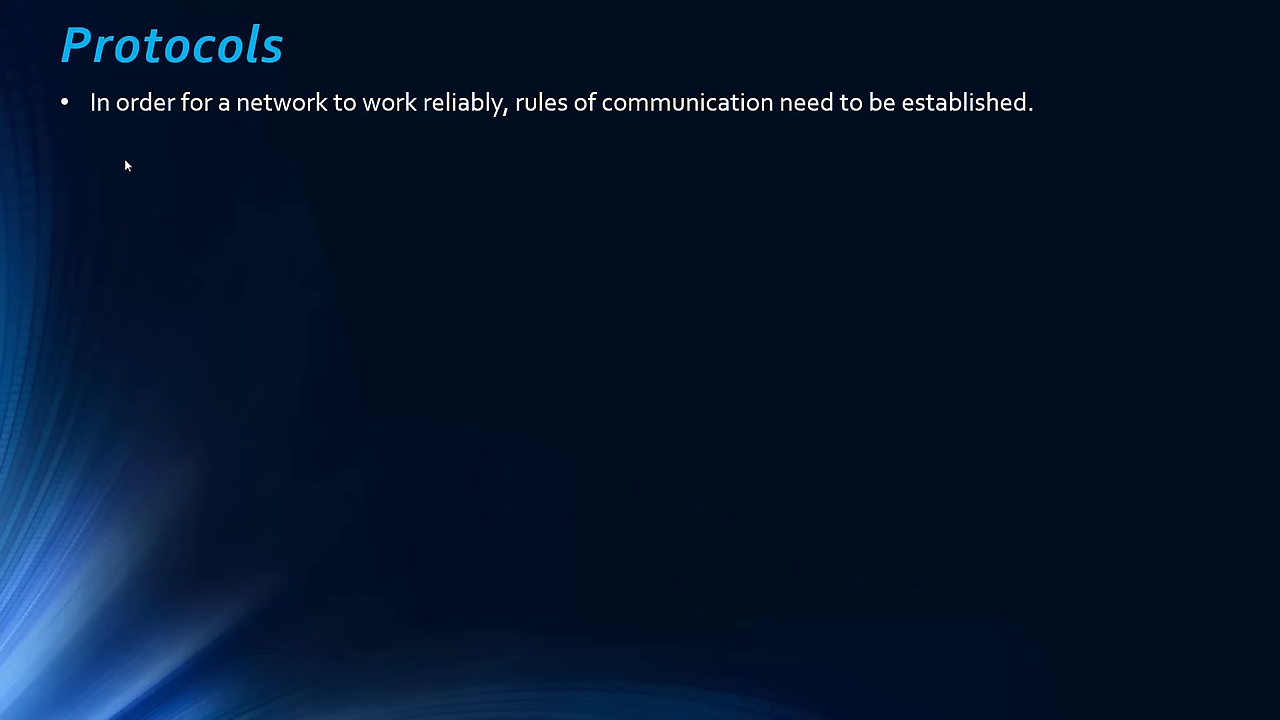 Protocols
• In order for a network to work reliably, rules of communication need to be established.